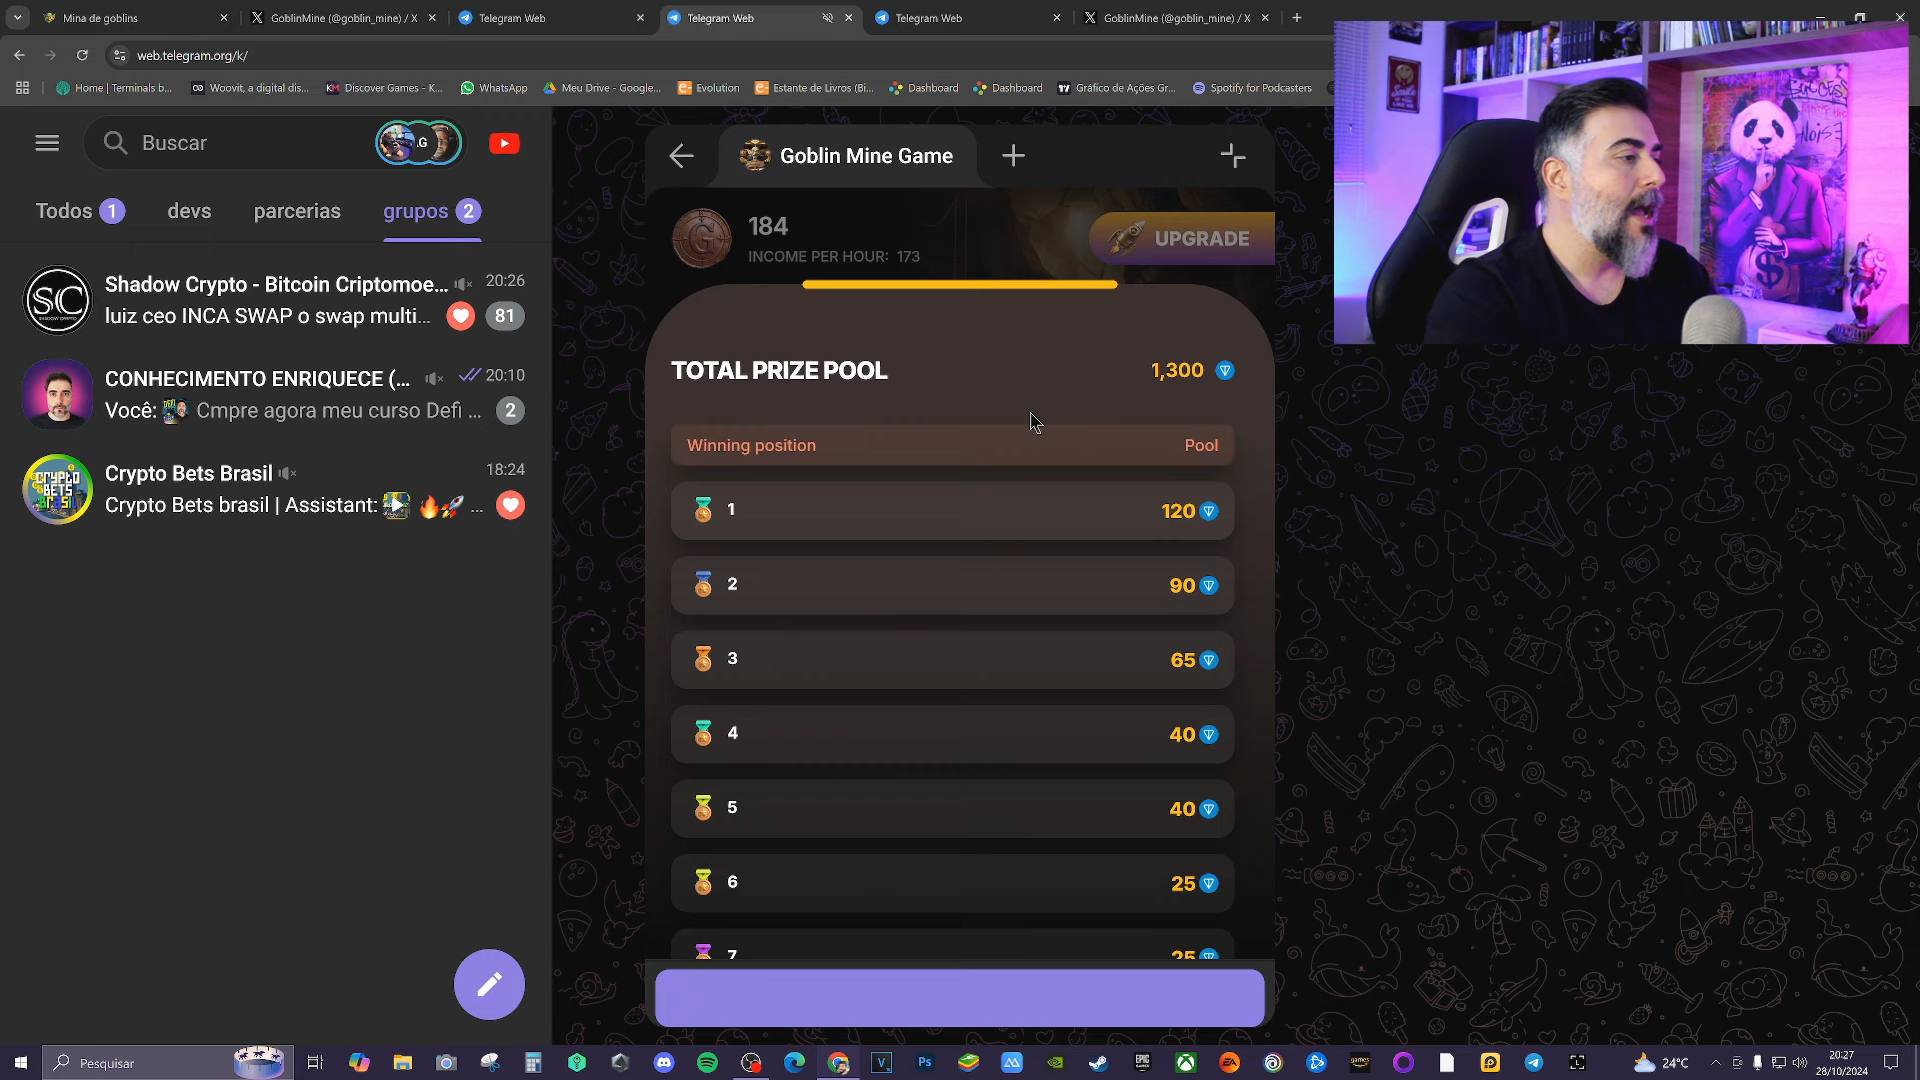 Mina de goblins
GoblinMine (@goblin_mine) / X
Telegram Web
Telegram Web
Telegram Web
GoblinMine (@goblin_mine) / X
web.telegram.org/k/
Home | Terminals b...
Woovit, a digital dis...
Discover Games - K...
WhatsApp
Meu Drive - Google...
Evolution
Estante de Livros (Bi...
Dashboard
Dashboard
Gráfico de Ações Gr...
Spotify for Podcasters
Buscar
Todos 1
devs
parcerias
grupos 2
Shadow Crypto - Bitcoin Criptomoe...
20:26
luiz ceo INCA SWAP o swap multi...
81
CONHECIMENTO ENRIQUECE (...
20:10
Você: Cmpre agora meu curso Defi ...
2
Crypto Bets Brasil
18:24
Crypto Bets brasil | Assistant: ...
Goblin Mine Game
184
INCOME PER HOUR: 173
UPGRADE
TOTAL PRIZE POOL
1,300
Winning position
Pool
1
120
2
90
3
65
4
40
5
40
6
25
7
25
Pesquisar
24°C
20:27
28/10/2024